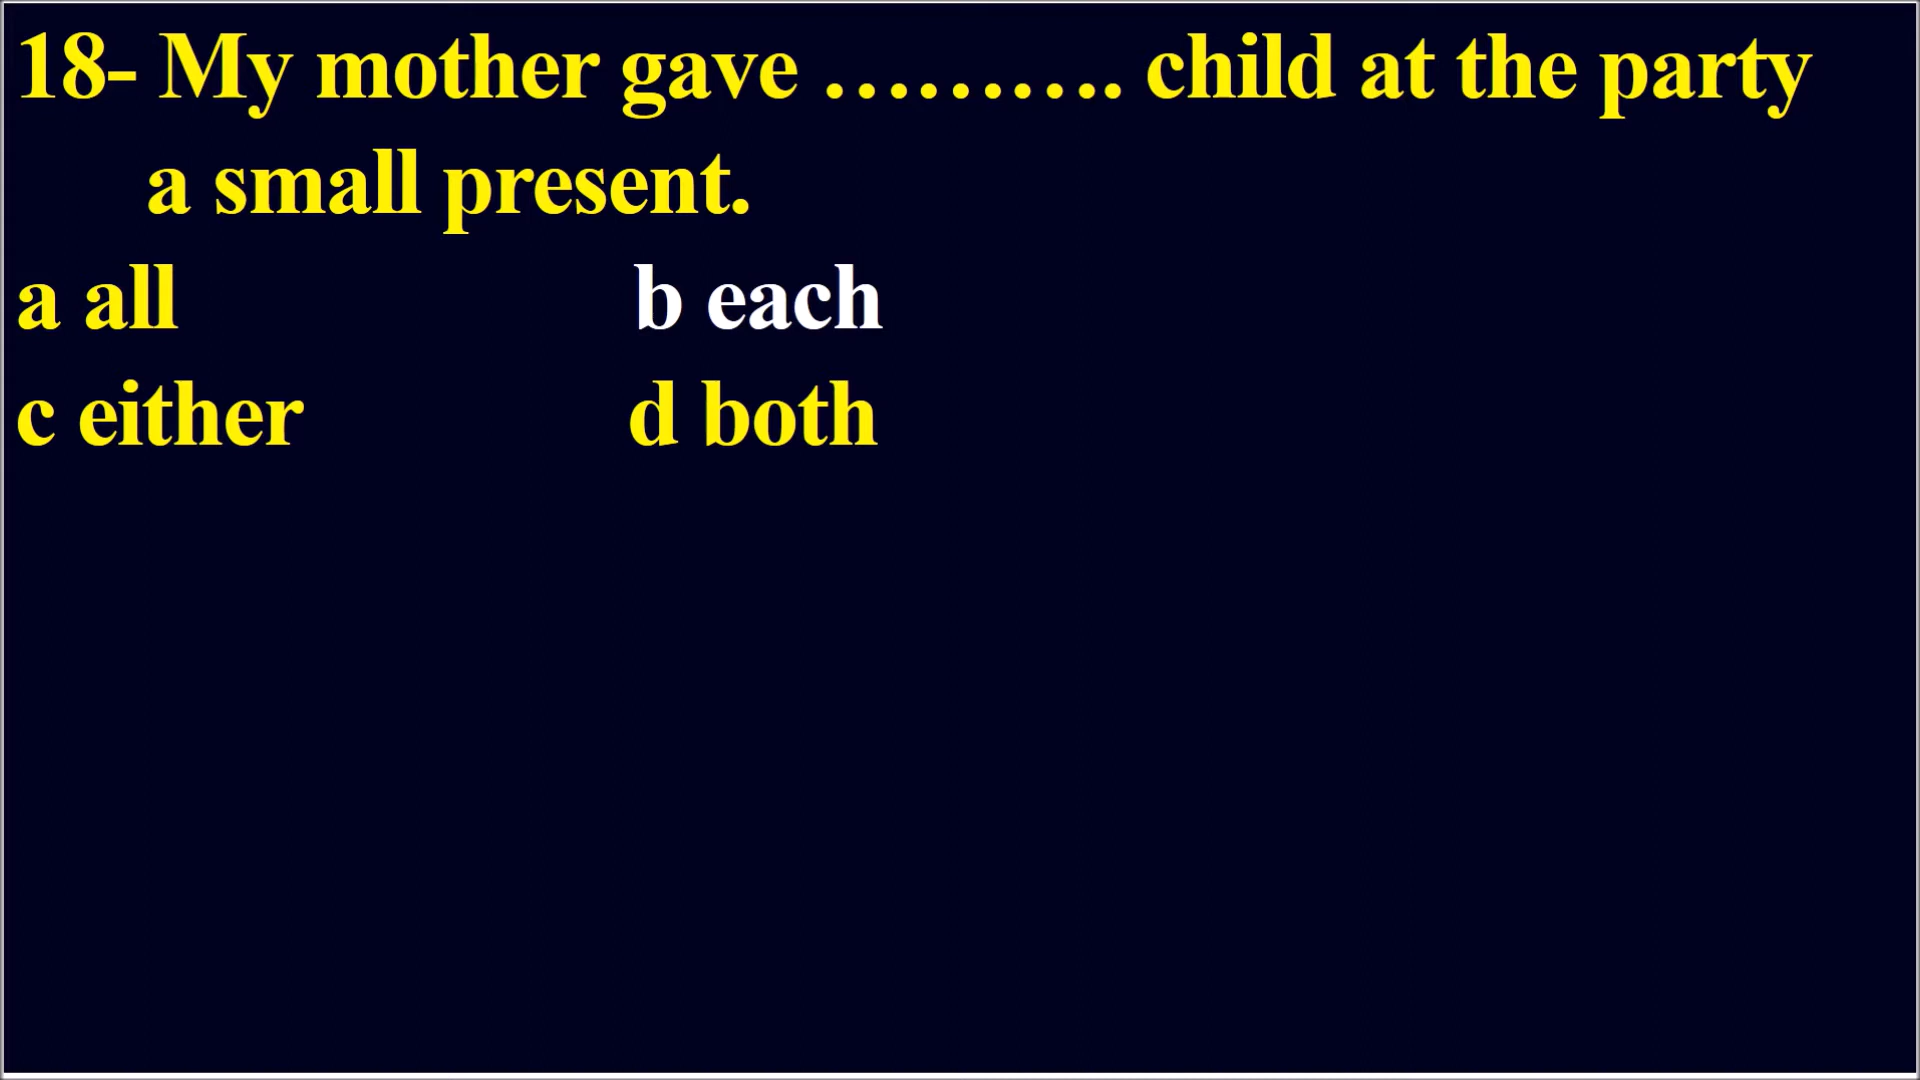 18- My mother gave ………. child at the party
a small present.
a all b each
c either d both